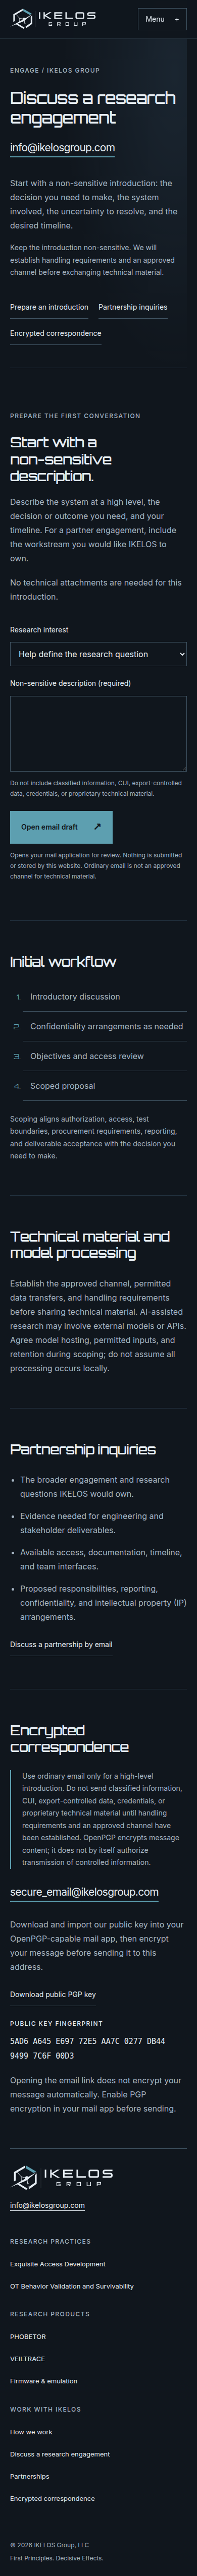 IKELOS
GROUP
Menu +
ENGAGE / IKELOS GROUP
Discuss a research
engagement
info@ikelosgroup.com
Start with a non-sensitive introduction: the
decision you need to make, the system
involved, the uncertainty to resolve, and the
desired timeline.
Keep the introduction non-sensitive. We will
establish handling requirements and an approved
channel before exchanging technical material.
Prepare an introduction Partnership inquiries
Encrypted correspondence
PREPARE THE FIRST CONVERSATION
Start with a
non-sensitive
description.
Describe the system at a high level, the
decision or outcome you need, and your
timeline. For a partner engagement, include
the workstream you would like IKELOS to
own.
No technical attachments are needed for this
introduction.
Research interest
Help define the research question
Non-sensitive description (required)
Do not include classified information, CUI, export-controlled
data, credentials, or proprietary technical material.
Open email draft ↗
Opens your mail application for review. Nothing is submitted
or stored by this website. Ordinary email is not an approved
channel for technical material.
Initial workflow
1. Introductory discussion
2. Confidentiality arrangements as needed
3. Objectives and access review
4. Scoped proposal
Scoping aligns authorization, access, test
boundaries, procurement requirements, reporting,
and deliverable acceptance with the decision you
need to make.
Technical material and
model processing
Establish the approved channel, permitted
data transfers, and handling requirements
before sharing technical material. AI-assisted
research may involve external models or APIs.
Agree model hosting, permitted inputs, and
retention during scoping; do not assume all
processing occurs locally.
Partnership inquiries
• The broader engagement and research
questions IKELOS would own.
• Evidence needed for engineering and
stakeholder deliverables.
• Available access, documentation, timeline,
and team interfaces.
• Proposed responsibilities, reporting,
confidentiality, and intellectual property (IP)
arrangements.
Discuss a partnership by email
Encrypted
correspondence
Use ordinary email only for a high-level
introduction. Do not send classified information,
CUI, export-controlled data, credentials, or
proprietary technical material until handling
requirements and an approved channel have
been established. OpenPGP encrypts message
content; it does not by itself authorize
transmission of controlled information.
secure_email@ikelosgroup.com
Download and import our public key into your
OpenPGP-capable mail app, then encrypt
your message before sending it to this
address.
Download public PGP key
PUBLIC KEY FINGERPRINT
5AD6 A645 E697 72E5 AA7C 0277 DB44
9499 7C6F 00D3
Opening the email link does not encrypt your
message automatically. Enable PGP
encryption in your mail app before sending.
IKELOS
GROUP
info@ikelosgroup.com
RESEARCH PRACTICES
Exquisite Access Development
OT Behavior Validation and Survivability
RESEARCH PRODUCTS
PHOBETOR
VEILTRACE
Firmware & emulation
WORK WITH IKELOS
How we work
Discuss a research engagement
Partnerships
Encrypted correspondence
© 2026 IKELOS Group, LLC
First Principles. Decisive Effects.